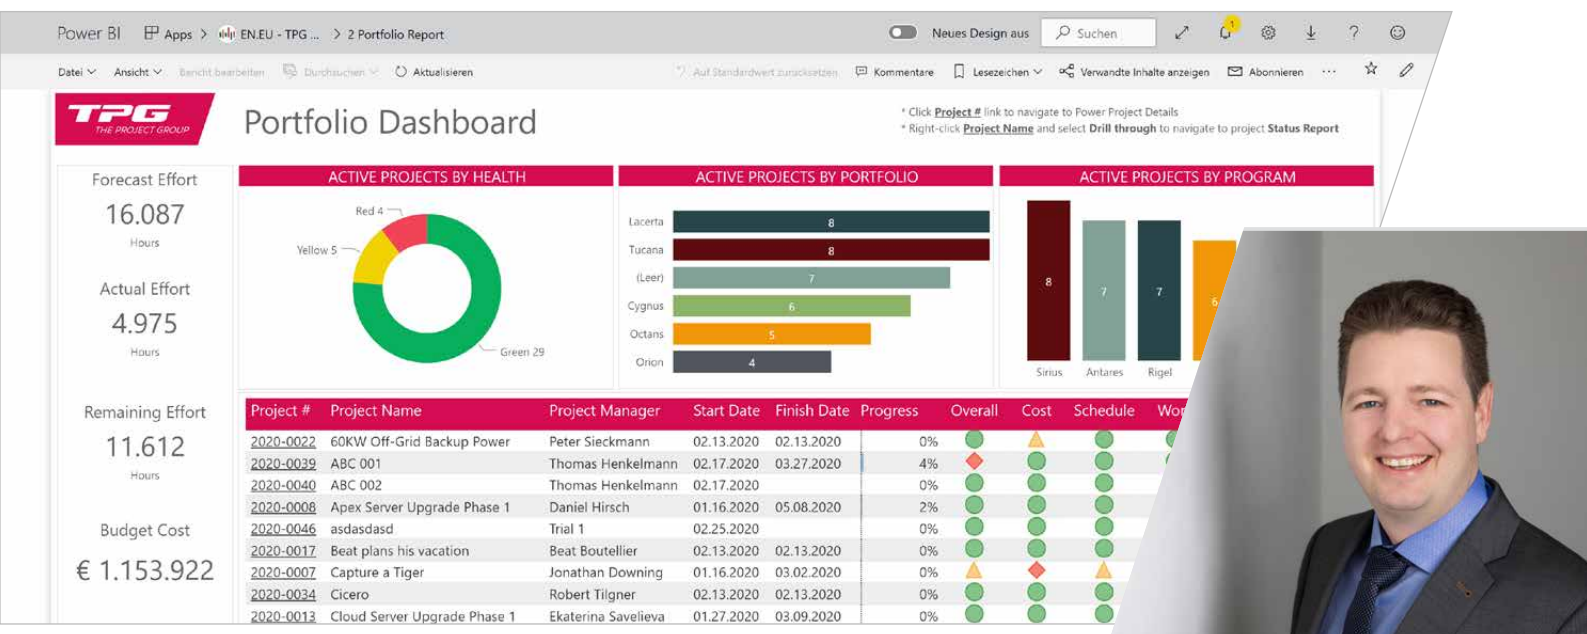 Power BI Apps > EN.EU - TPG ... > 2 Portfolio Report Neues Design aus Suchen 1 ?
Datei Ansicht Bericht bearbeiten Durchsuchen Aktualisieren Auf Standardwert zurücksetzen Kommentare Lesezeichen Verwandte Inhalte anzeigen Abonnieren ...
TPG
THE PROJECT GROUP
Portfolio Dashboard
* Click Project # link to navigate to Power Project Details
* Right-click Project Name and select Drill through to navigate to project Status Report
Forecast Effort
16.087
Hours
Actual Effort
4.975
Hours
Remaining Effort
11.612
Hours
Budget Cost
€ 1.153.922
ACTIVE PROJECTS BY HEALTH
Red 4
Yellow 5
Green 29
ACTIVE PROJECTS BY PORTFOLIO
Lacerta 8
Tucana 8
(Leer) 7
Cygnus 6
Octans 5
Orion 4
ACTIVE PROJECTS BY PROGRAM
8 7 7 6
Sirius Antares Rigel
Project # Project Name Project Manager Start Date Finish Date Progress Overall Cost Schedule
2020-0022 60KW Off-Grid Backup Power Peter Sieckmann 02.13.2020 02.13.2020 0%
2020-0039 ABC 001 Thomas Henkelmann 02.17.2020 03.27.2020 4%
2020-0040 ABC 002 Thomas Henkelmann 02.17.2020 0%
2020-0008 Apex Server Upgrade Phase 1 Daniel Hirsch 01.16.2020 05.08.2020 2%
2020-0046 asdasdasd Trial 1 02.25.2020 0%
2020-0017 Beat plans his vacation Beat Boutellier 02.13.2020 02.13.2020 0%
2020-0007 Capture a Tiger Jonathan Downing 01.16.2020 03.02.2020 0%
2020-0034 Cicero Robert Tilgner 02.13.2020 02.13.2020 0%
2020-0013 Cloud Server Upgrade Phase 1 Ekaterina Savelieva 01.27.2020 03.09.2020 0%